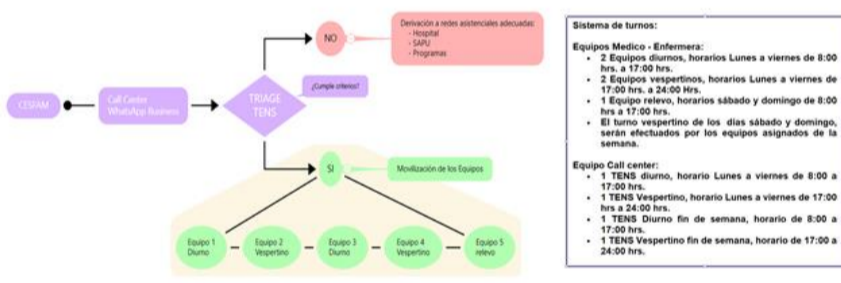 CESFAM
Call Center
WhatsApp Business
TRIAGE
TENS
¿Cumple criterios?
NO
Derivación a redes asistenciales adecuadas:
- Hospital
- SAPU
- Programas
SI
Movilización de los Equipos
Equipo 1
Diurno
Equipo 2
Vespertino
Equipo 3
Diurno
Equipo 4
Vespertino
Equipo 5
relevo
Sistema de turnos:
Equipos Medico - Enfermera:
• 2 Equipos diurnos, horarios Lunes a viernes de 8:00
hrs. a 17:00 hrs.
• 2 Equipos vespertinos, horarios Lunes a viernes de
17:00 hrs. a 24:00 Hrs.
• 1 Equipo relevo, horarios sábado y domingo de 8:00
hrs a 17:00 hrs.
• El turno vespertino de los días sábado y domingo,
serán efectuados por los equipos asignados de la
semana.
Equipo Call center:
• 1 TENS diurno, horario Lunes a viernes de 8:00 a
17:00 hrs.
• 1 TENS Vespertino, horario Lunes a viernes de 17:00
hrs a 24:00 hrs.
• 1 TENS Diurno fin de semana, horario de 8:00 a
17:00 hrs.
• 1 TENS Vespertino fin de semana, horario de 17:00 a
24:00 hrs.